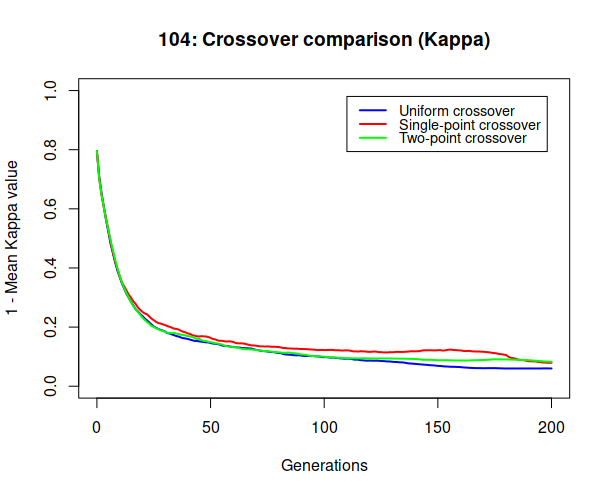 104: Crossover comparison (Kappa)
Uniform crossover
Single-point crossover
Two-point crossover
1 - Mean Kappa value
1.0
0.8
0.6
0.4
0.2
0.0
0 50 100 150 200
Generations